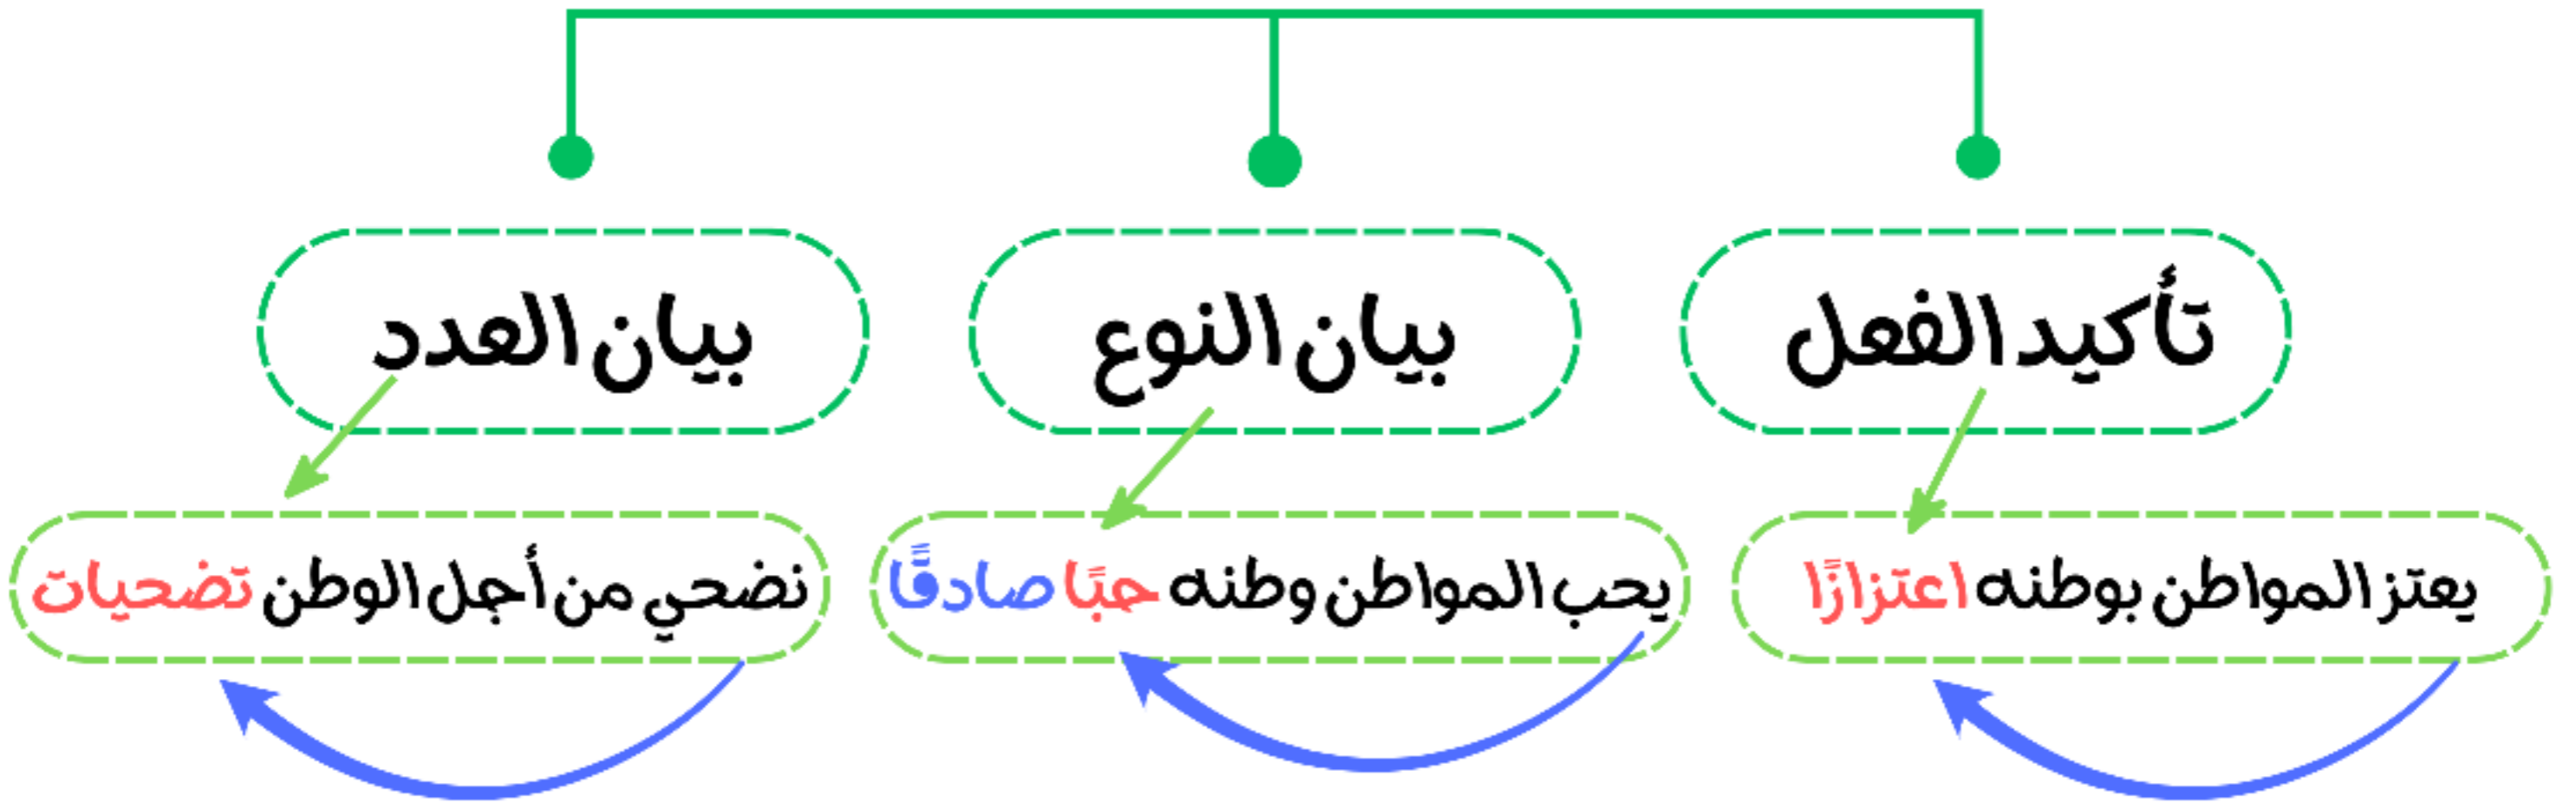 تأكيد الفعل
بيان النوع
بيان العدد
يعتز المواطن بوطنه اعتزازًا
يحب المواطن وطنه حبًا صادقًا
نضحي من أجل الوطن تضحيات